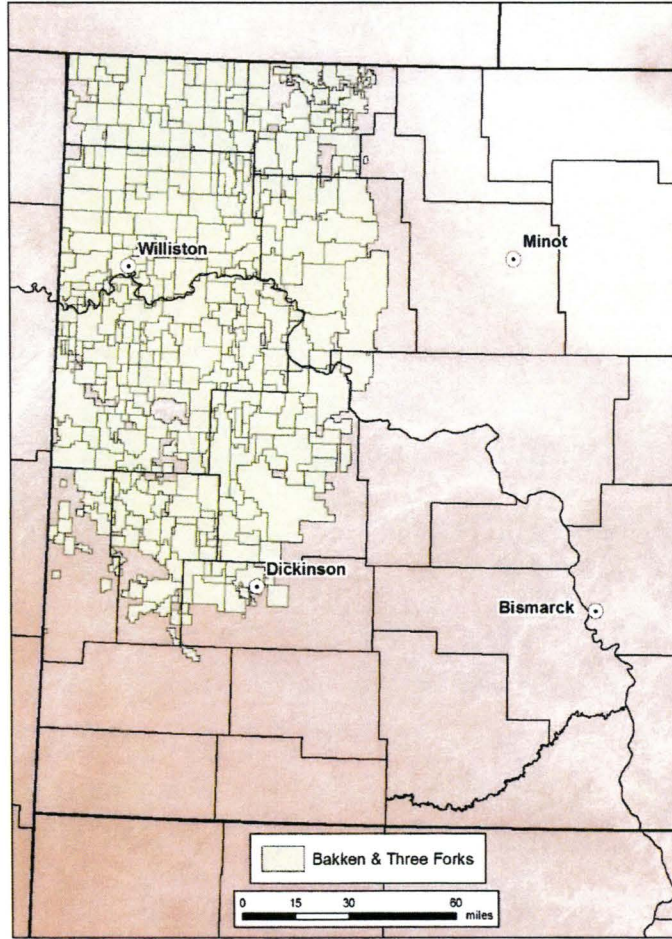 Williston
Minot
Dickinson
Bismarck
Bakken & Three Forks
0 15 30 60
miles